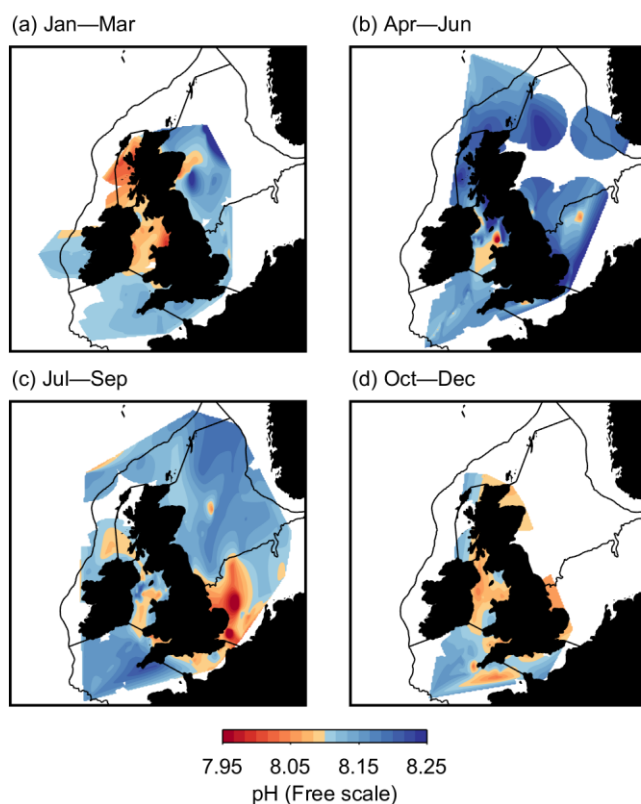 (a) Jan—Mar
(b) Apr—Jun
(c) Jul—Sep
(d) Oct—Dec
7.95 8.05 8.15 8.25
pH (Free scale)